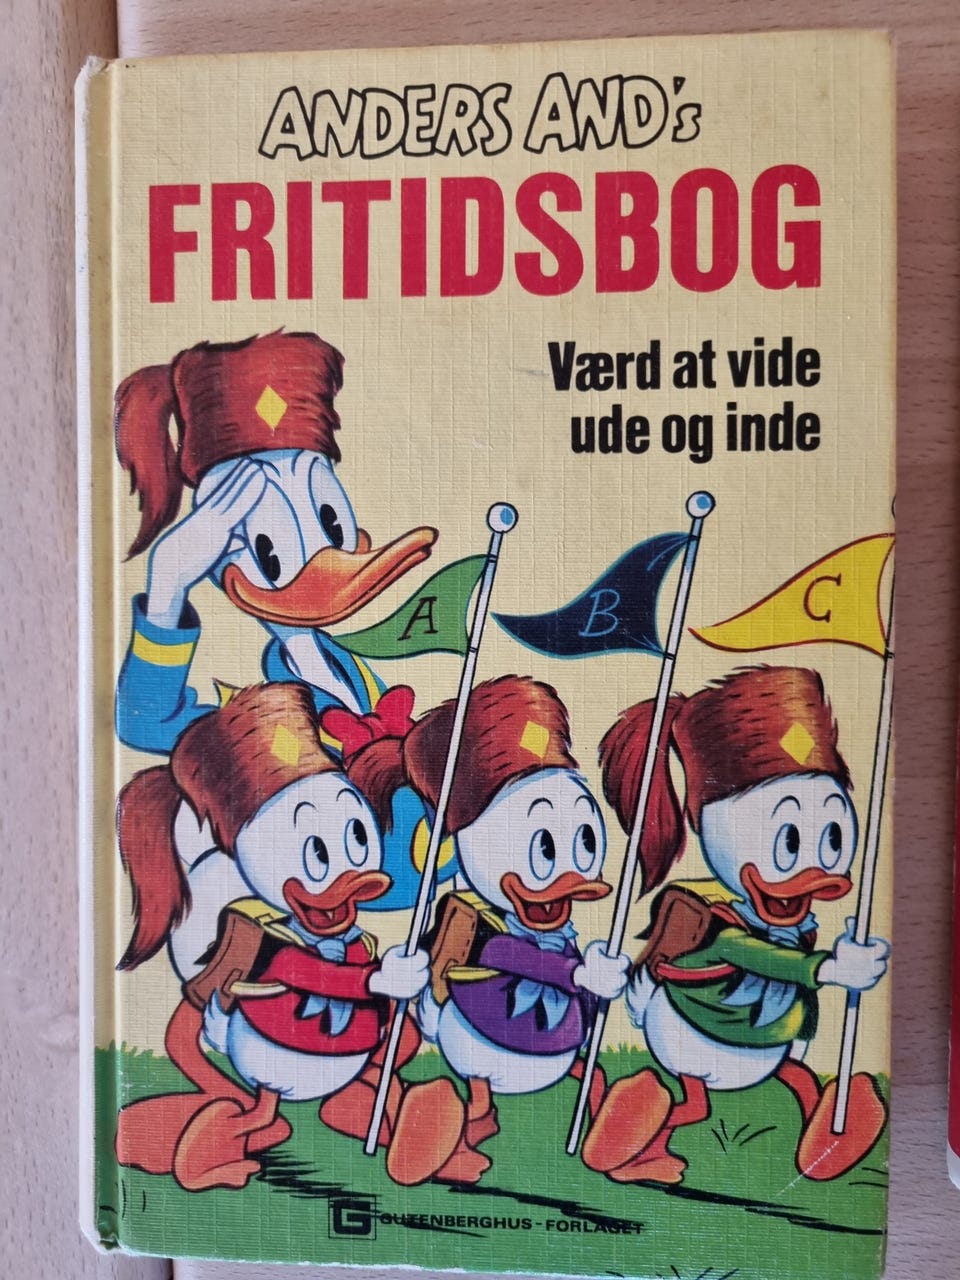 ANDERS AND's
FRITIDSBOG
Værd at vide
ude og inde
A
B
C
G GUTENBERGHUS-FORLAGET